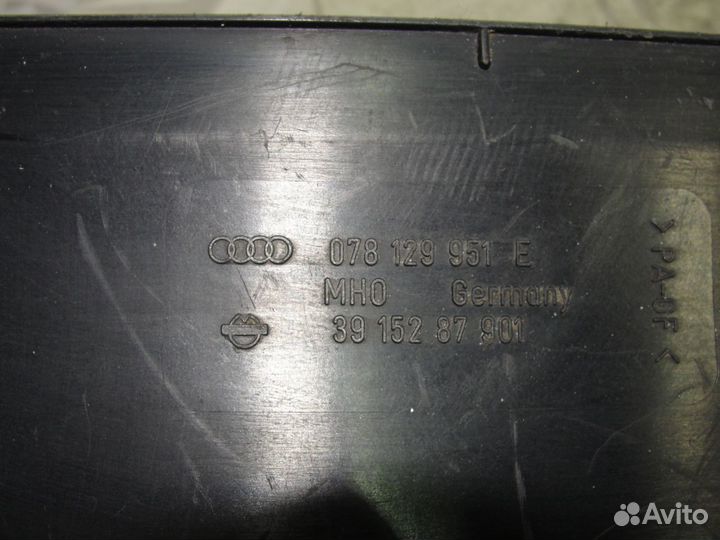 078 129 951 E
MHO Germany
39 152 87 901
>PA-GF<
Avito